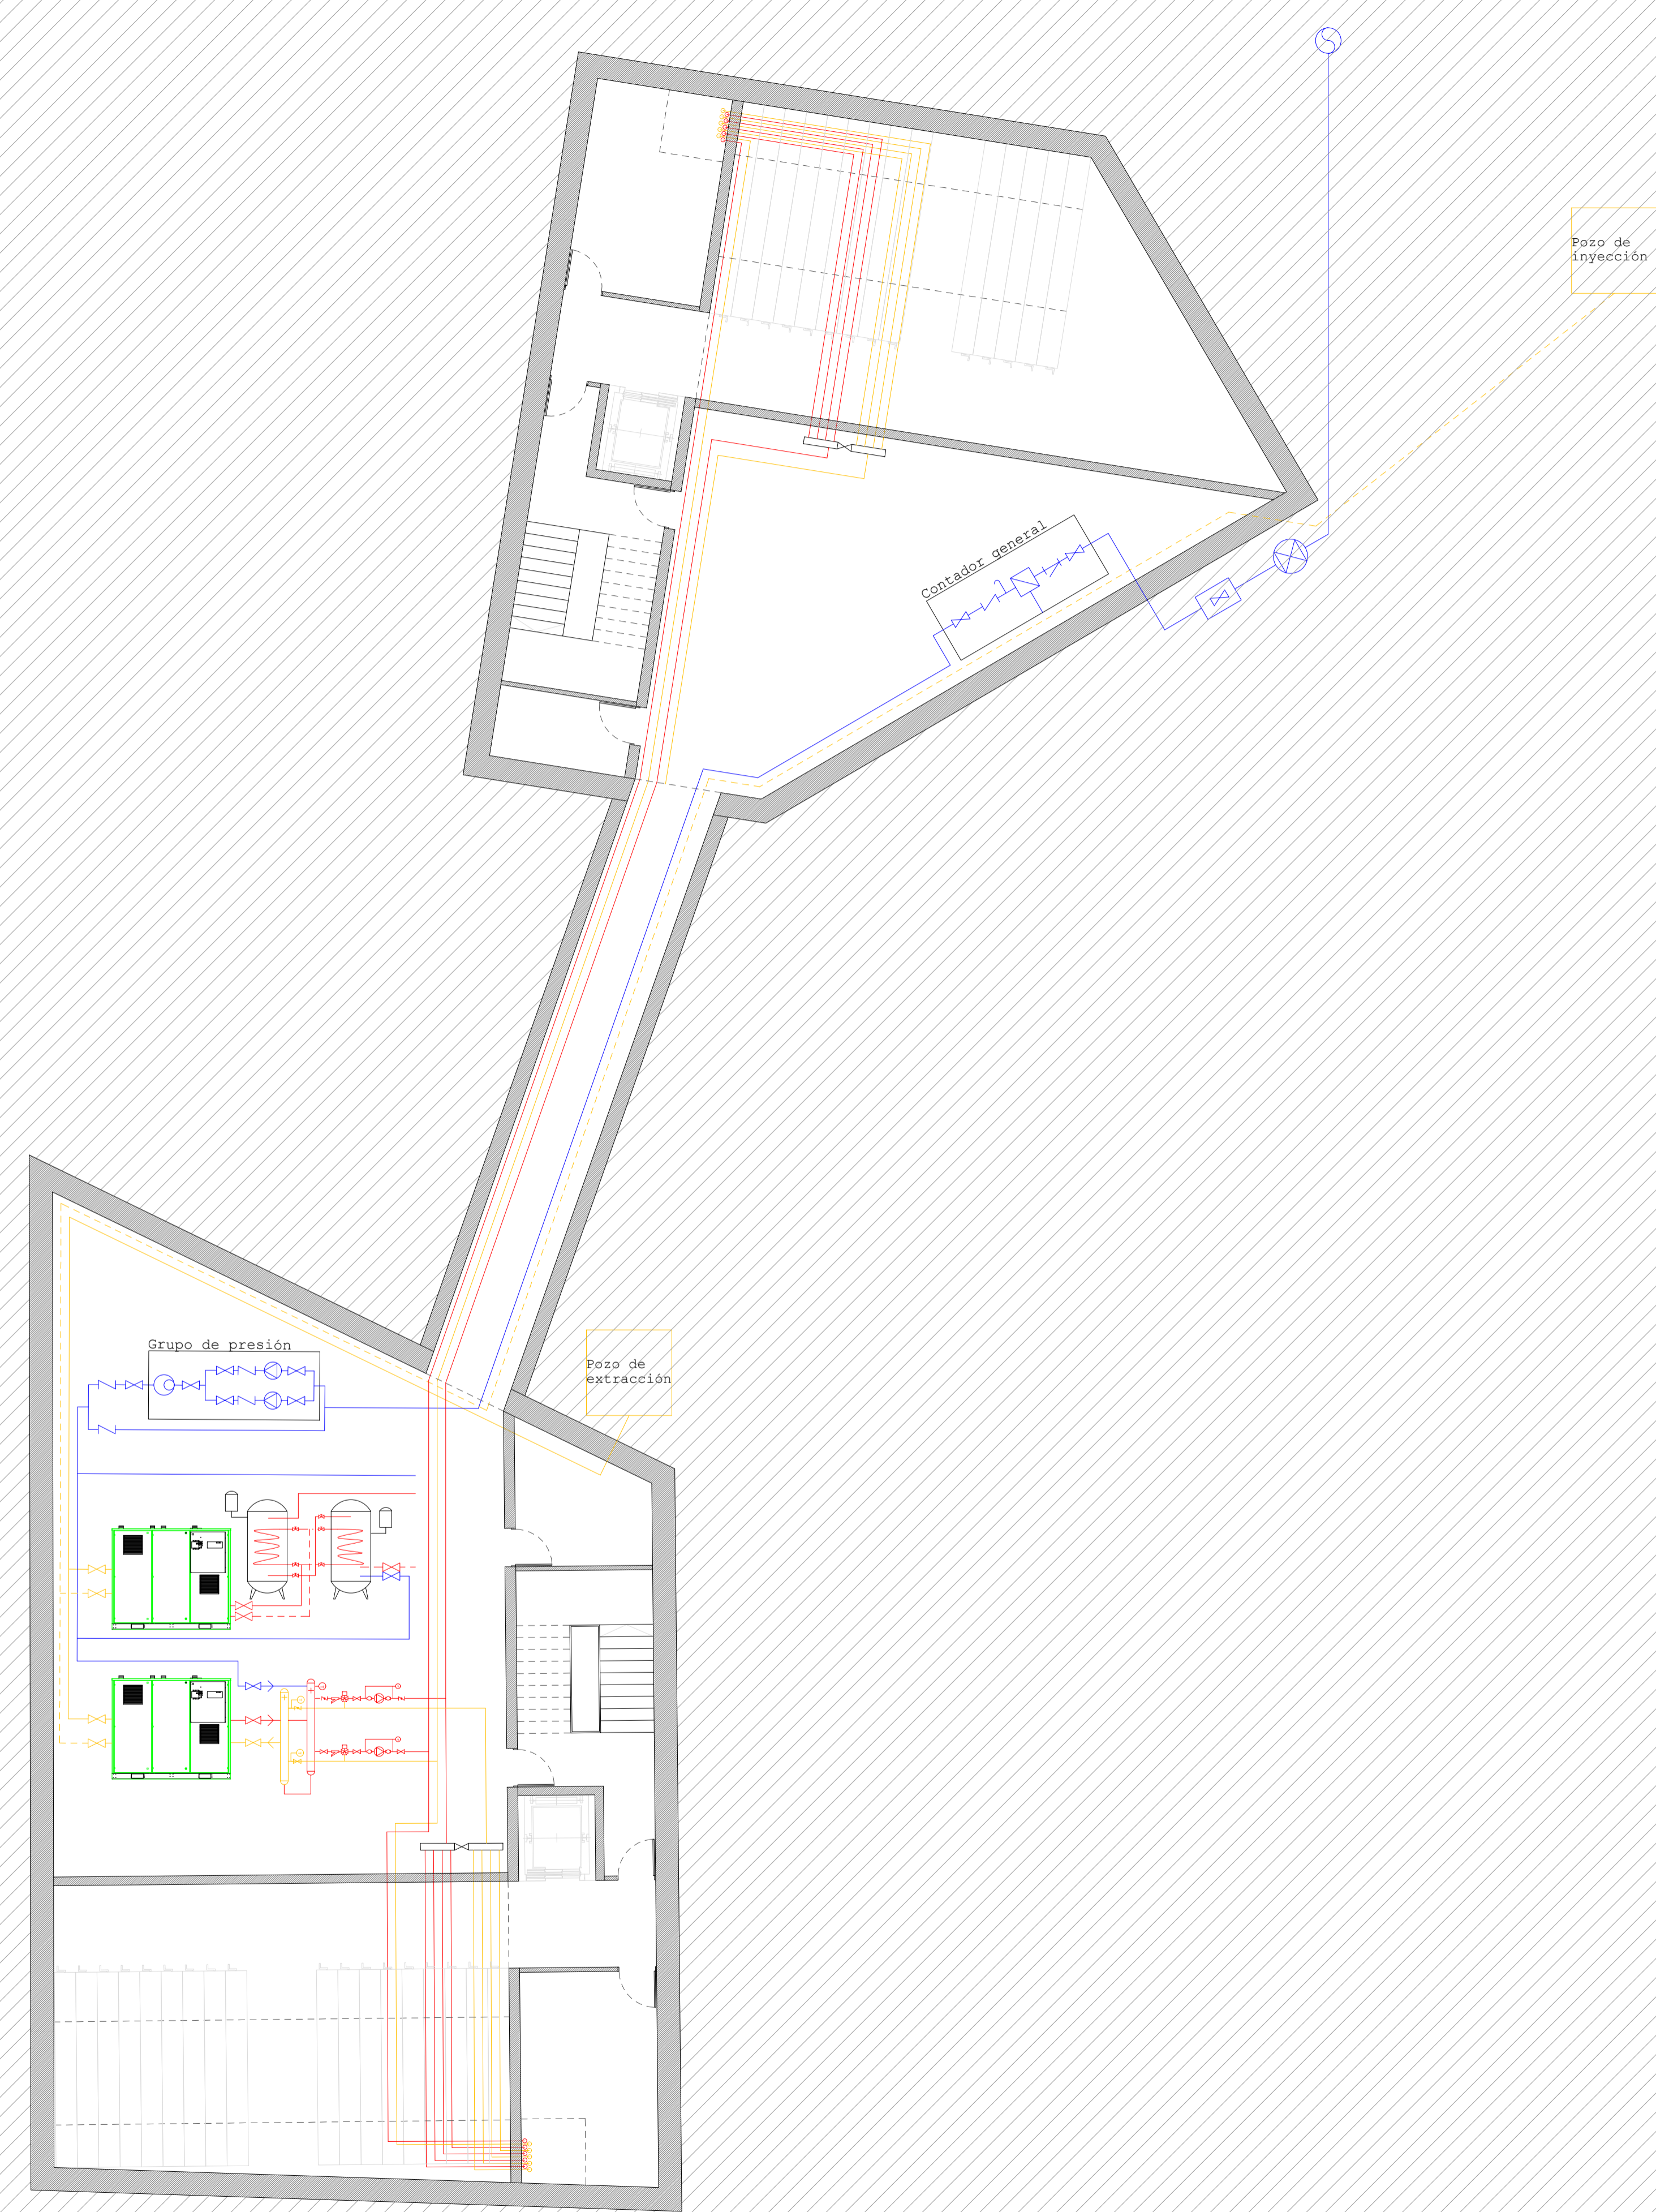 Pozo de
inyección
Contador general
Grupo de presión
Pozo de
extracción